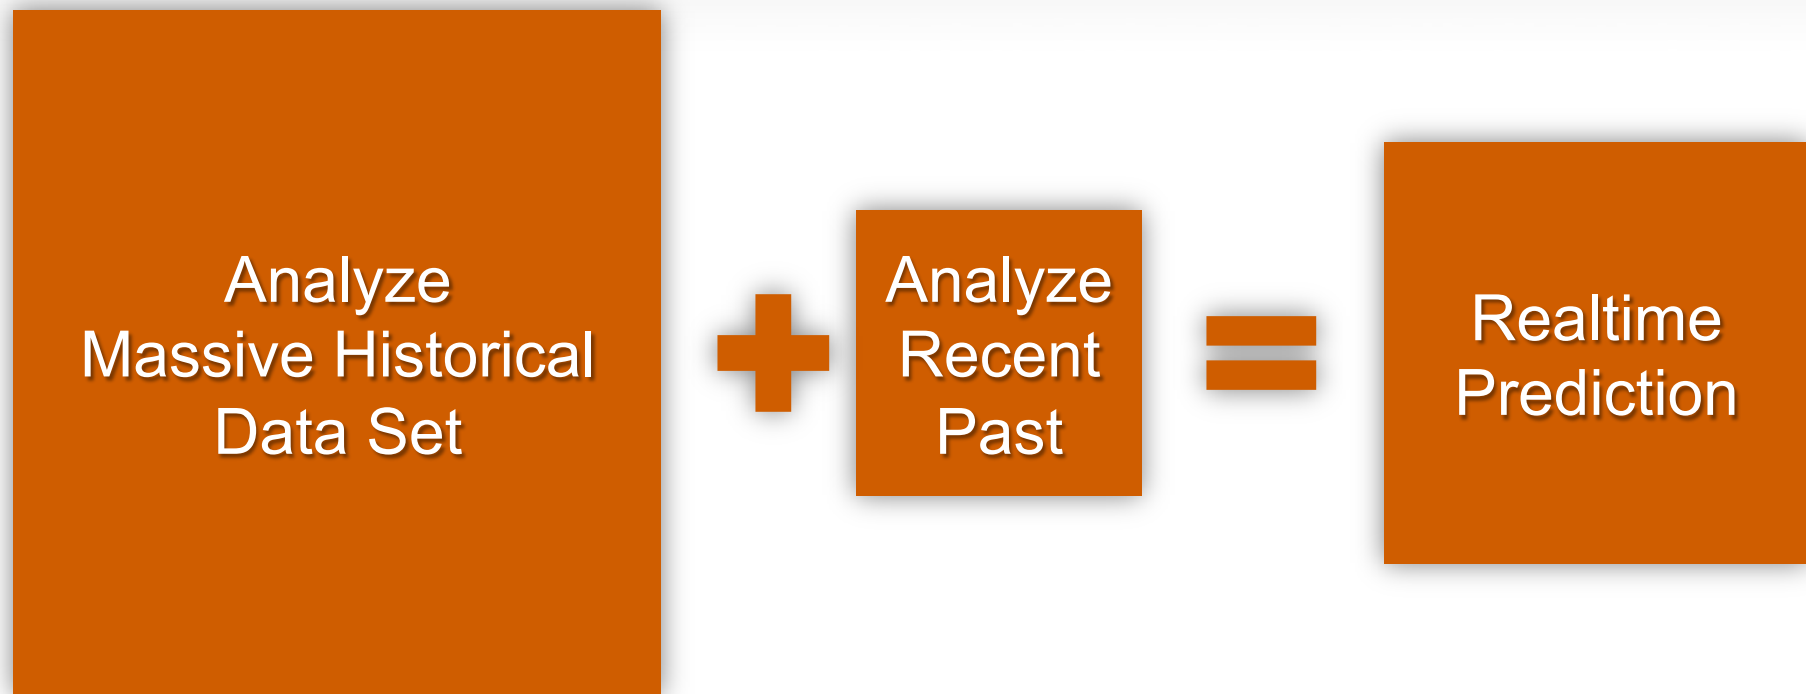 Analyze
Massive Historical
Data Set
Analyze
Recent
Past
Realtime
Prediction